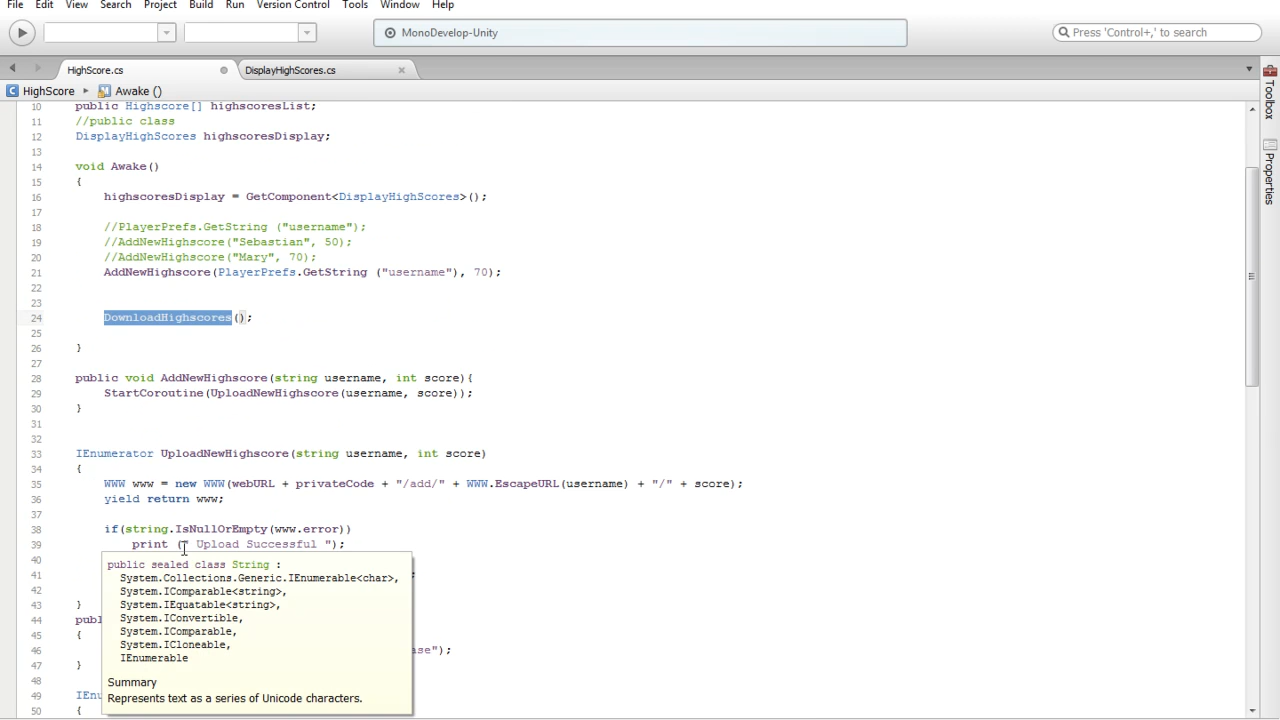 File Edit View Search Project Build Run Version Control Tools Window Help
MonoDevelop-Unity
Press 'Control+,' to search
HighScore.cs
DisplayHighScores.cs
HighScore Awake ()
10 public Highscore[] highscoresList;
11 //public class
12 DisplayHighScores highscoresDisplay;
13
14 void Awake()
15 {
16 highscoresDisplay = GetComponent<DisplayHighScores>();
17
18 //PlayerPrefs.GetString ("username");
19 //AddNewHighscore("Sebastian", 50);
20 //AddNewHighscore("Mary", 70);
21 AddNewHighscore(PlayerPrefs.GetString ("username"), 70);
22
23
24 DownloadHighscores();
25
26 }
27
28 public void AddNewHighscore(string username, int score){
29 StartCoroutine(UploadNewHighscore(username, score));
30 }
31
32
33 IEnumerator UploadNewHighscore(string username, int score)
34 {
35 WWW www = new WWW(webURL + privateCode + "/add/" + WWW.EscapeURL(username) + "/" + score);
36 yield return www;
37
38 if(string.IsNullOrEmpty(www.error))
39 print (" Upload Successful ");
40
41 ;
42
43 }
44 publ
45 {
46 ase");
47 }
48
49 IEnu
50 {
public sealed class String :
System.Collections.Generic.IEnumerable<char>,
System.IComparable<string>,
System.IEquatable<string>,
System.IConvertible,
System.IComparable,
System.ICloneable,
IEnumerable
Summary
Represents text as a series of Unicode characters.
Toolbox
Properties